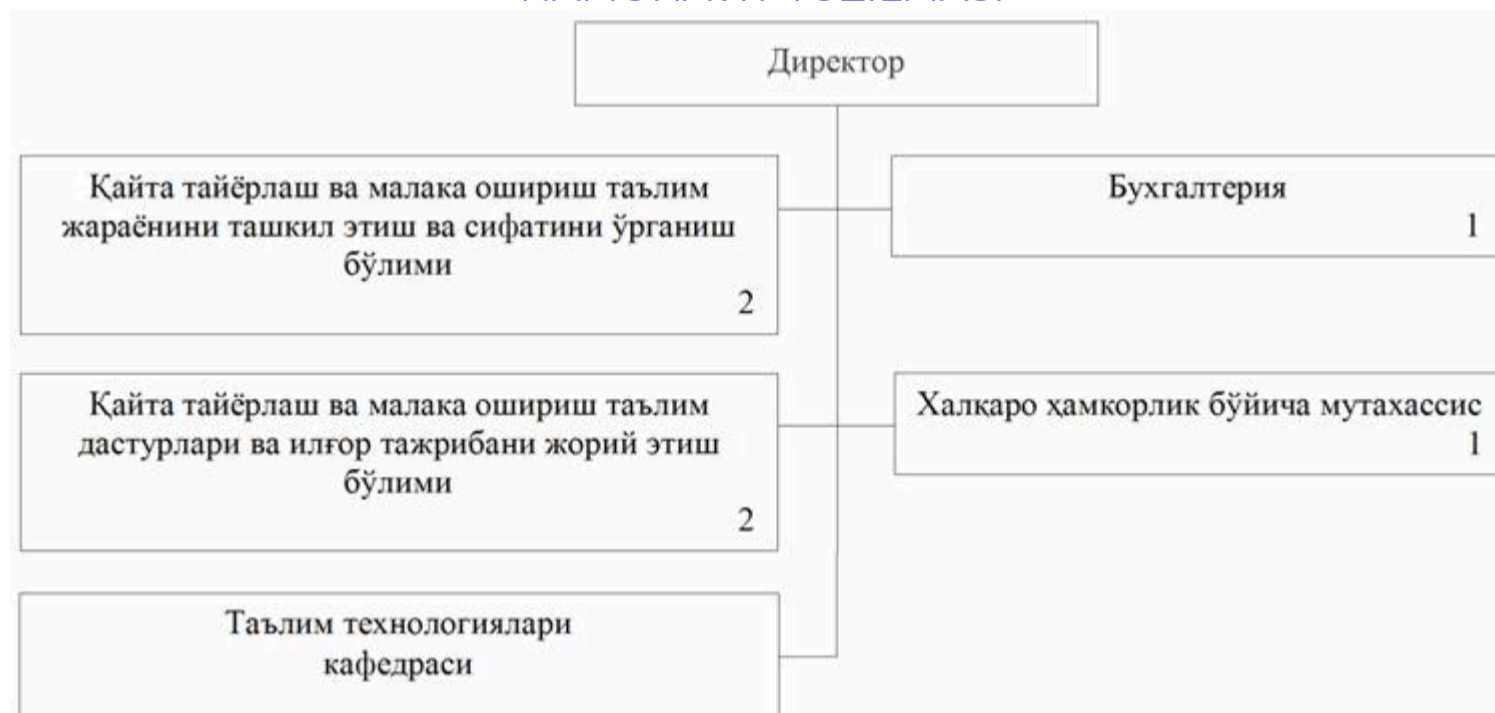 Директор
Қайта тайёрлаш ва малака ошириш таълим
жараёнини ташкил этиш ва сифатини ўрганиш
бўлими
2
Бухгалтерия
1
Қайта тайёрлаш ва малака ошириш таълим
дастурлари ва илғор тажрибани жорий этиш
бўлими
2
Халқаро ҳамкорлик бўйича мутахассис
1
Таълим технологиялари
кафедраси